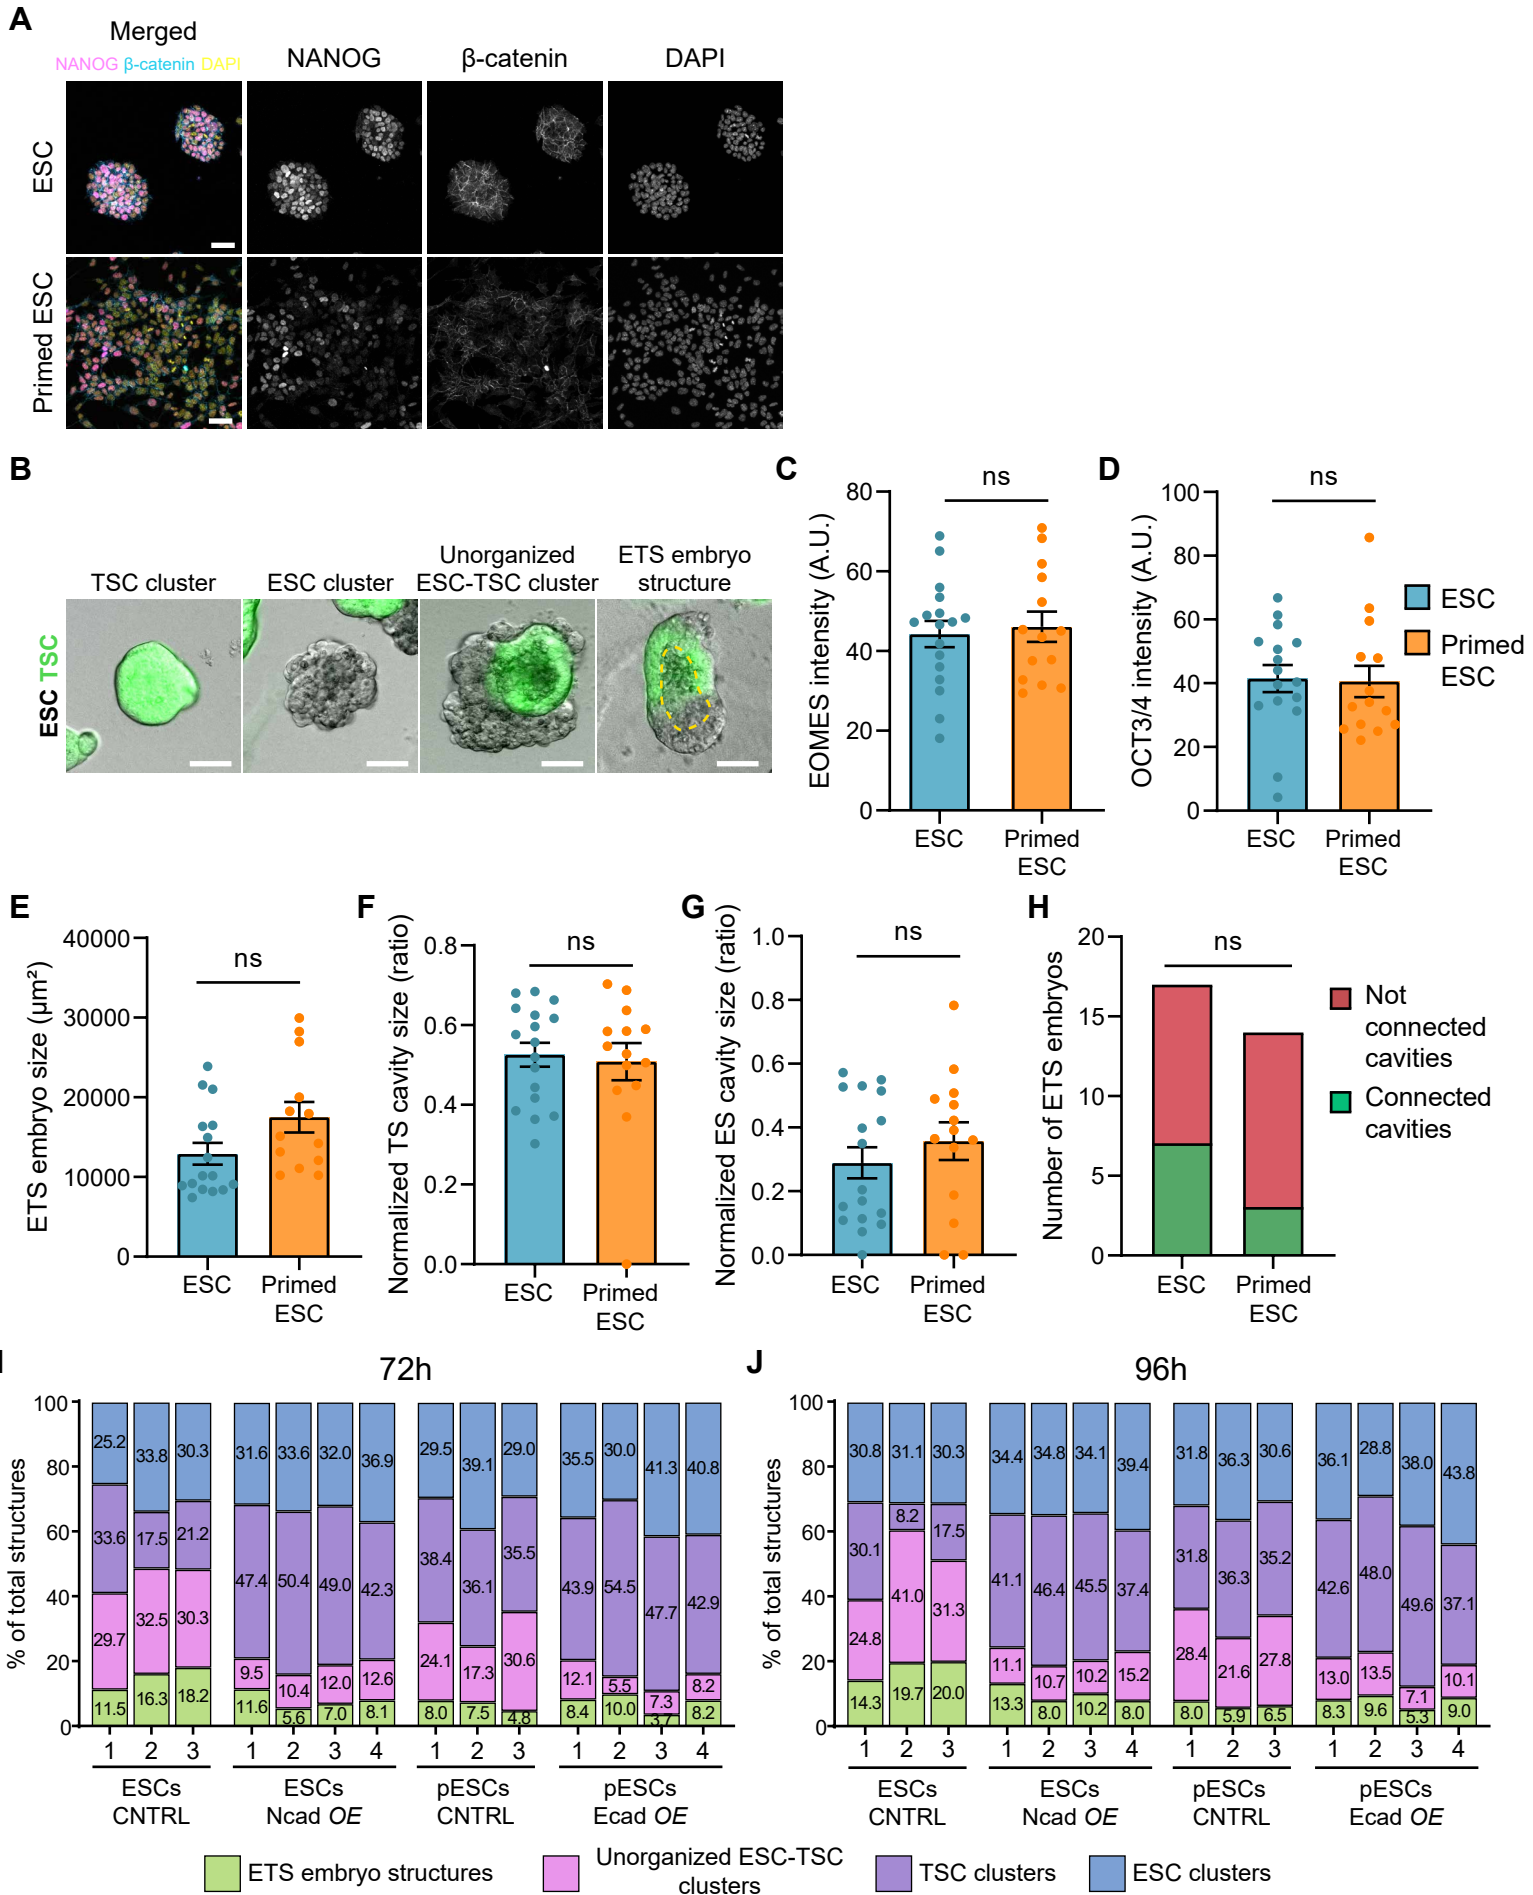 A
Merged
NANOG β-catenin DAPI
NANOG
β-catenin
DAPI
ESC
Primed ESC
B
TSC cluster
ESC cluster
Unorganized
ESC-TSC cluster
ETS embryo
structure
ESC TSC
C
EOMES intensity (A.U.)
80
60
40
20
0
ns
ESC
Primed
ESC
D
OCT3/4 intensity (A.U.)
100
80
60
40
20
0
ns
ESC
Primed
ESC
ESC
Primed
ESC
E
ETS embryo size (µm²)
40000
30000
20000
10000
0
ns
ESC
Primed
ESC
F
Normalized TS cavity size (ratio)
0.8
0.6
0.4
0.2
0.0
ns
ESC
Primed
ESC
G
Normalized ES cavity size (ratio)
1.0
0.8
0.6
0.4
0.2
0.0
ns
ESC
Primed
ESC
H
Number of ETS embryos
20
15
10
5
0
ns
ESC
Primed
ESC
Not
connected
cavities
Connected
cavities
72h
% of total structures
100
80
60
40
20
0
25.2 33.8 30.3 31.6 33.6 32.0 36.9 29.5 39.1 29.0 35.5 30.0 41.3 40.8
33.6 17.5 21.2 47.4 50.4 49.0 42.3 38.4 36.1 35.5 43.9 54.5 47.7 42.9
29.7 32.5 30.3 9.5 10.4 12.0 12.6 24.1 17.3 30.6 12.1 5.5 7.3 8.2
11.5 16.3 18.2 11.6 5.6 7.0 8.1 8.0 7.5 4.8 8.4 10.0 3.7 8.2
1 2 3 1 2 3 4 1 2 3 1 2 3 4
ESCs
CNTRL
ESCs
Ncad OE
pESCs
CNTRL
pESCs
Ecad OE
J
96h
% of total structures
100
80
60
40
20
0
30.8 31.1 30.3 34.4 34.8 34.1 39.4 31.8 36.3 30.6 36.1 28.8 38.0 43.8
30.1 8.2 17.5 41.1 46.4 45.5 37.4 31.8 36.3 35.2 42.6 48.0 49.6 37.1
24.8 41.0 31.3 11.1 10.7 10.2 15.2 28.4 21.6 27.8 13.0 13.5 7.1 10.1
14.3 19.7 20.0 13.3 8.0 10.2 8.0 8.0 5.9 6.5 8.3 9.6 5.3 9.0
1 2 3 1 2 3 4 1 2 3 1 2 3 4
ESCs
CNTRL
ESCs
Ncad OE
pESCs
CNTRL
pESCs
Ecad OE
ETS embryo structures
Unorganized ESC-TSC
clusters
TSC clusters
ESC clusters